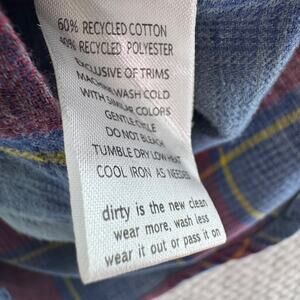 60% RECYCLED COTTON
40% RECYCLED POLYESTER
EXCLUSIVE OF TRIMS
MACHINE WASH COLD
WITH SIMILAR COLORS
GENTLE CYCLE
DO NOT BLEACH
TUMBLE DRY LOW HEAT
COOL IRON AS NEEDED
dirty is the new clean
wear more, wash less
wear it out or pass it on